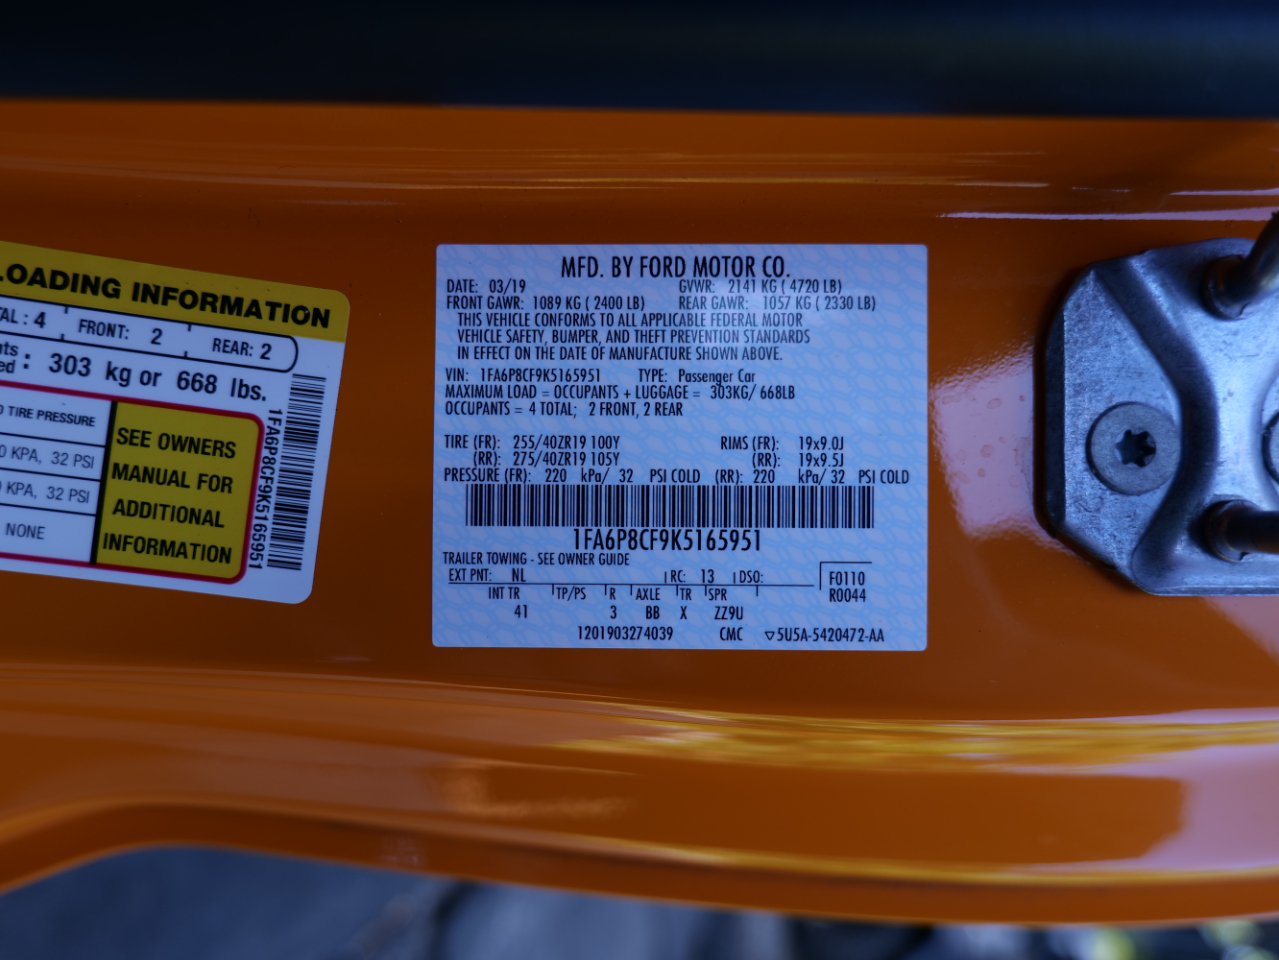 LOADING INFORMATION
TAL : 4 FRONT: 2 REAR: 2
303 kg or 668 lbs.
TIRE PRESSURE
KPA, 32 PSI
KPA, 32 PSI
NONE
SEE OWNERS
MANUAL FOR
ADDITIONAL
INFORMATION
1FA6P8CF9K5165951
MFD. BY FORD MOTOR CO.
DATE: 03/19 GVWR: 2141 KG ( 4720 LB)
FRONT GAWR: 1089 KG ( 2400 LB) REAR GAWR: 1057 KG ( 2330 LB)
THIS VEHICLE CONFORMS TO ALL APPLICABLE FEDERAL MOTOR
VEHICLE SAFETY, BUMPER, AND THEFT PREVENTION STANDARDS
IN EFFECT ON THE DATE OF MANUFACTURE SHOWN ABOVE.
VIN: 1FA6P8CF9K5165951 TYPE: Passenger Car
MAXIMUM LOAD = OCCUPANTS + LUGGAGE = 303KG/ 668LB
OCCUPANTS = 4 TOTAL; 2 FRONT, 2 REAR
TIRE (FR): 255/40ZR19 100Y RIMS (FR): 19x9.0J
(RR): 275/40ZR19 105Y (RR): 19x9.5J
PRESSURE (FR): 220 kPa/ 32 PSI COLD (RR): 220 kPa/ 32 PSI COLD
1FA6P8CF9K5165951
TRAILER TOWING - SEE OWNER GUIDE
EXT PNT: NL RC: 13 DSO: F0110
INT TR TP/PS R AXLE TR SPR R0044
41 3 BB X ZZ9U
1201903274039 CMC ▽5U5A-5420472-AA